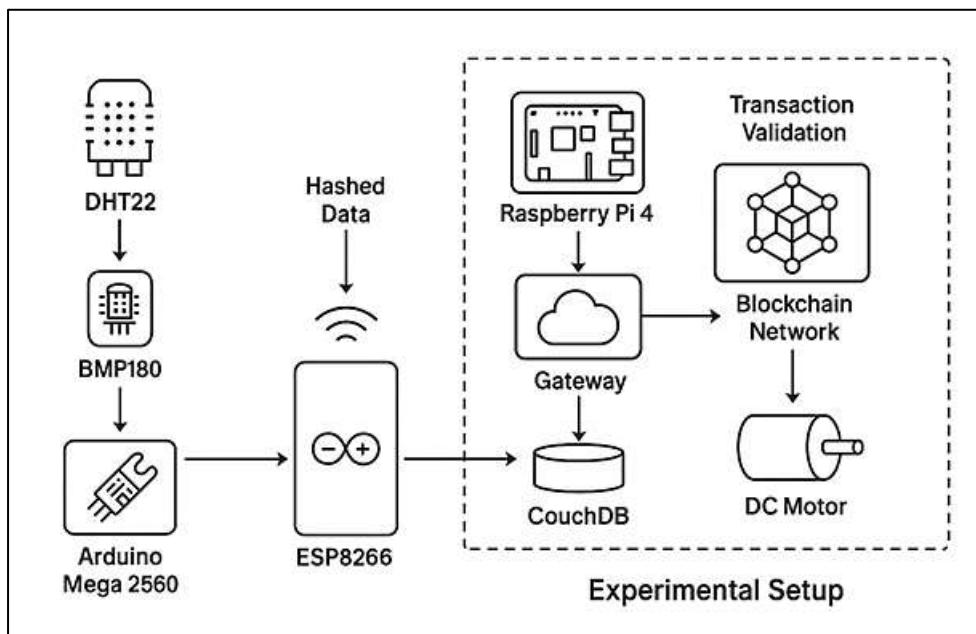 DHT22
BMP180
Arduino
Mega 2560
Hashed
Data
ESP8266
Raspberry Pi 4
Gateway
CouchDB
Transaction
Validation
Blockchain
Network
DC Motor
Experimental Setup